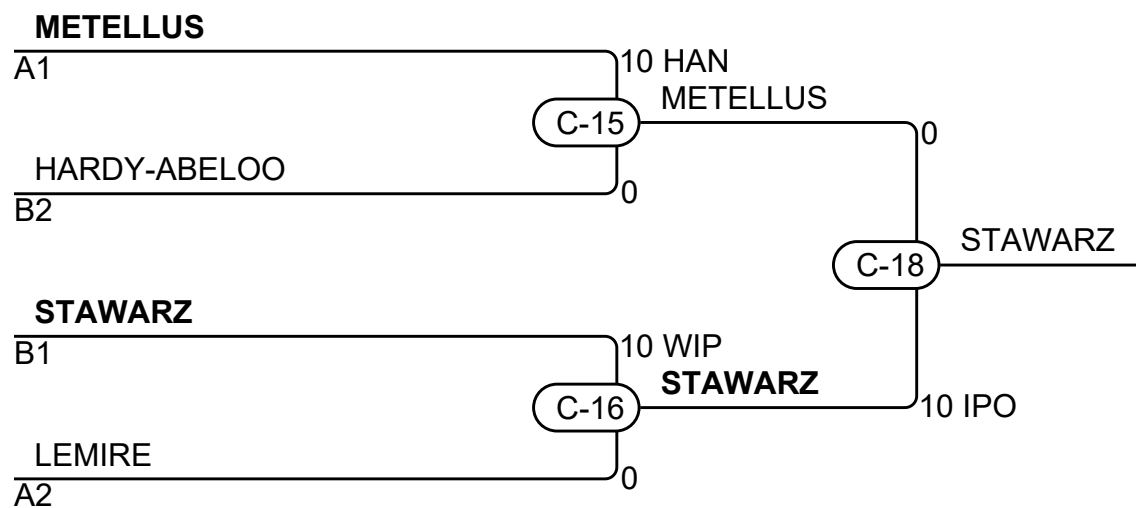 METELLUS
A1
10 HAN
METELLUS
C-15
0
HARDY-ABELOO
B2
0
STAWARZ
C-18
STAWARZ
B1
10 WIP
STAWARZ
C-16
10 IPO
LEMIRE
A2
0